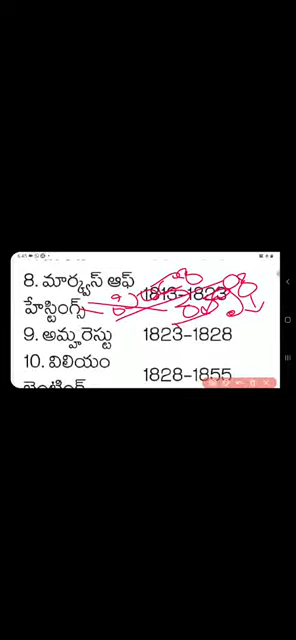 8. మార్క్వస్ ఆఫ్
హేస్టింగ్స్ 1813-1823
9. అమ్హరెస్టు 1823-1828
10. విలియం
1828-1855